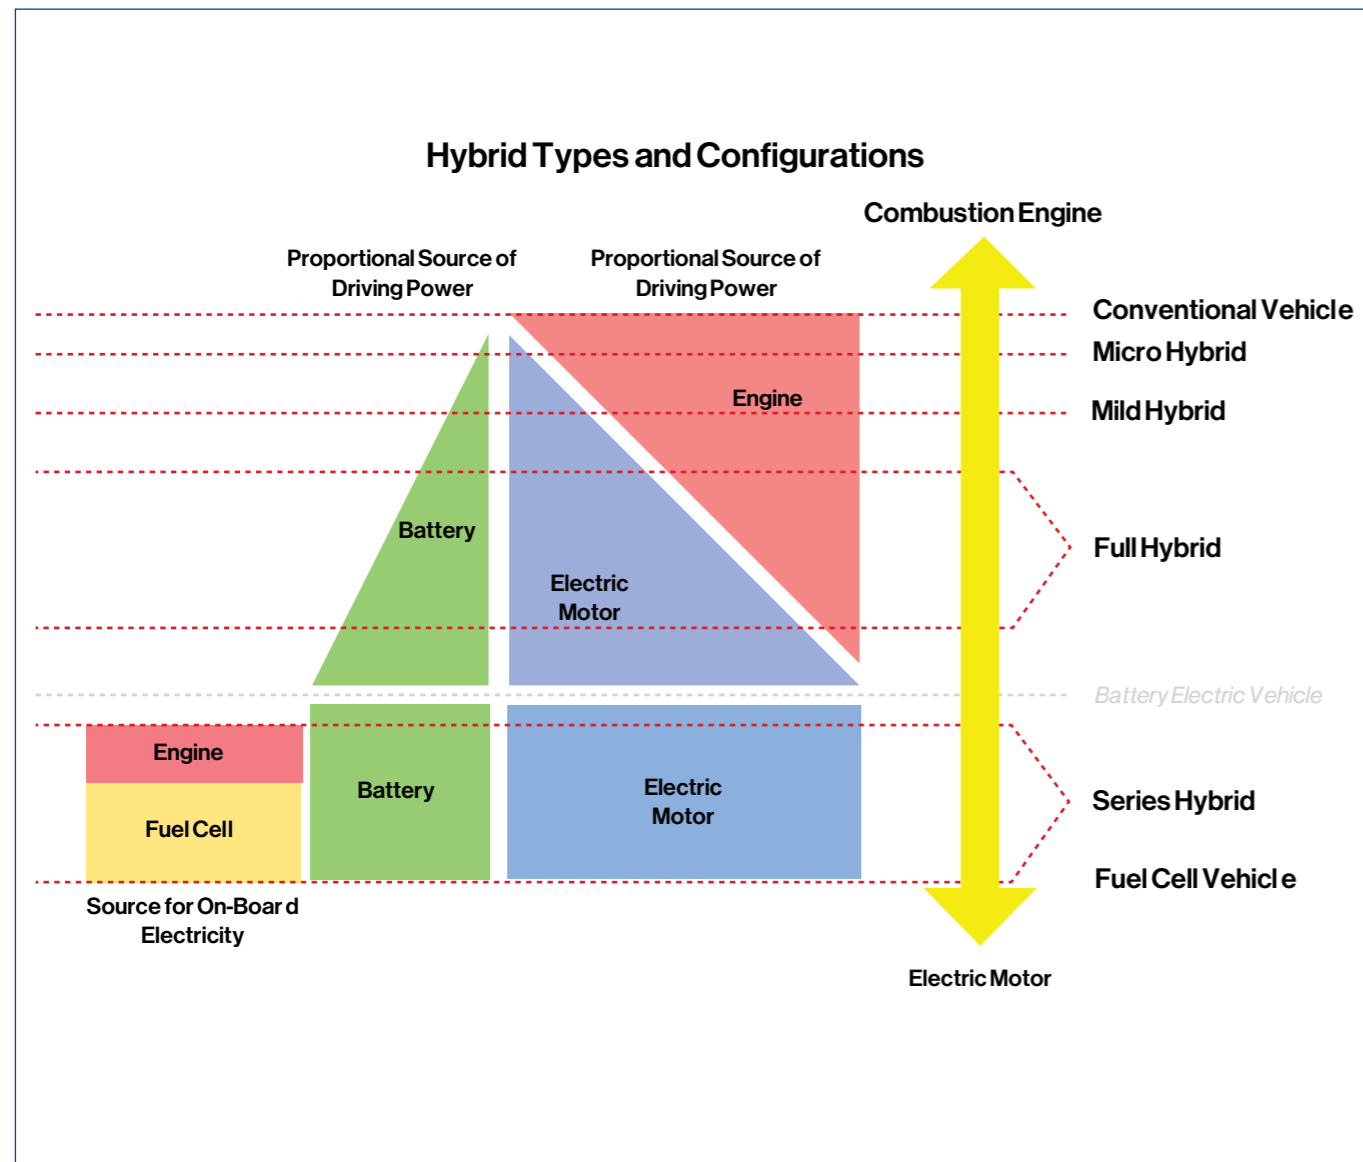 Hybrid Types and Configurations
Combustion Engine
Proportional Source of
Driving Power
Proportional Source of
Driving Power
Conventional Vehicle
Micro Hybrid
Engine
Mild Hybrid
Battery
Full Hybrid
Electric
Motor
Battery Electric Vehicle
Engine
Battery
Electric
Motor
Series Hybrid
Fuel Cell
Fuel Cell Vehicle
Source for On-Board
Electricity
Electric Motor